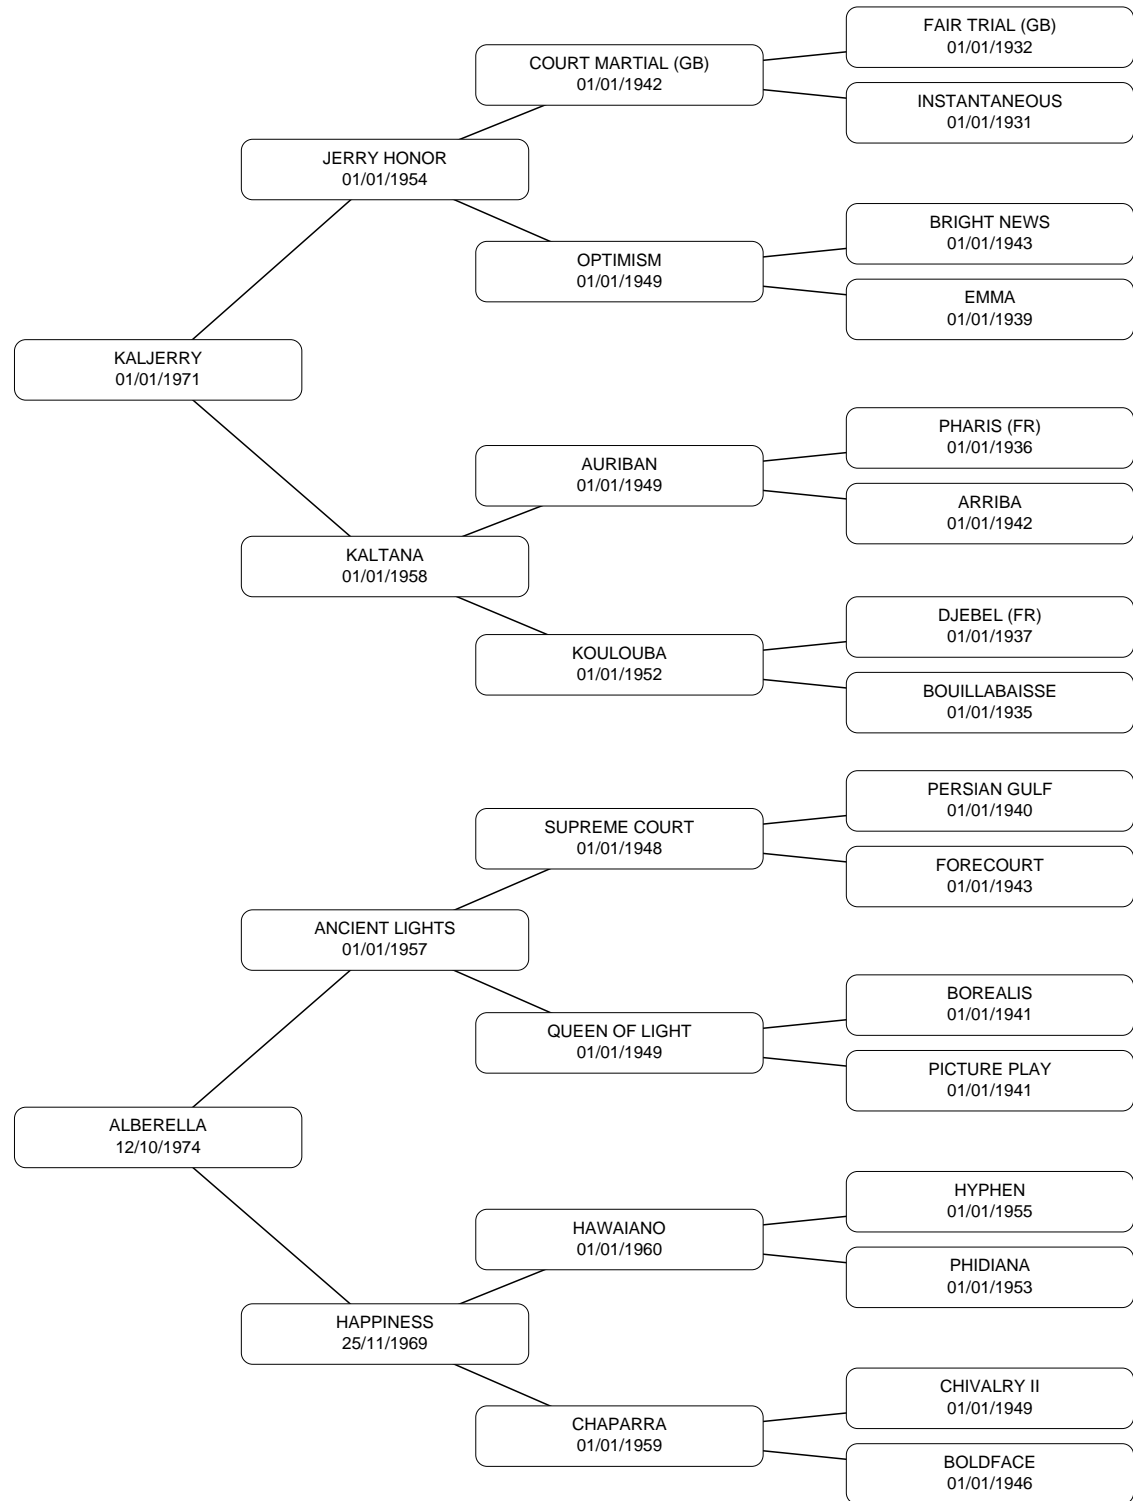 FAIR TRIAL (GB)
01/01/1932
COURT MARTIAL (GB)
01/01/1942
INSTANTANEOUS
01/01/1931
JERRY HONOR
01/01/1954
BRIGHT NEWS
01/01/1943
OPTIMISM
01/01/1949
EMMA
01/01/1939
KALJERRY
01/01/1971
PHARIS (FR)
01/01/1936
AURIBAN
01/01/1949
ARRIBA
01/01/1942
KALTANA
01/01/1958
DJEBEL (FR)
01/01/1937
KOULOUBA
01/01/1952
BOUILLABAISSE
01/01/1935
PERSIAN GULF
01/01/1940
SUPREME COURT
01/01/1948
FORECOURT
01/01/1943
ANCIENT LIGHTS
01/01/1957
BOREALIS
01/01/1941
QUEEN OF LIGHT
01/01/1949
PICTURE PLAY
01/01/1941
ALBERELLA
12/10/1974
HYPHEN
01/01/1955
HAWAIANO
01/01/1960
PHIDIANA
01/01/1953
HAPPINESS
25/11/1969
CHIVALRY II
01/01/1949
CHAPARRA
01/01/1959
BOLDFACE
01/01/1946